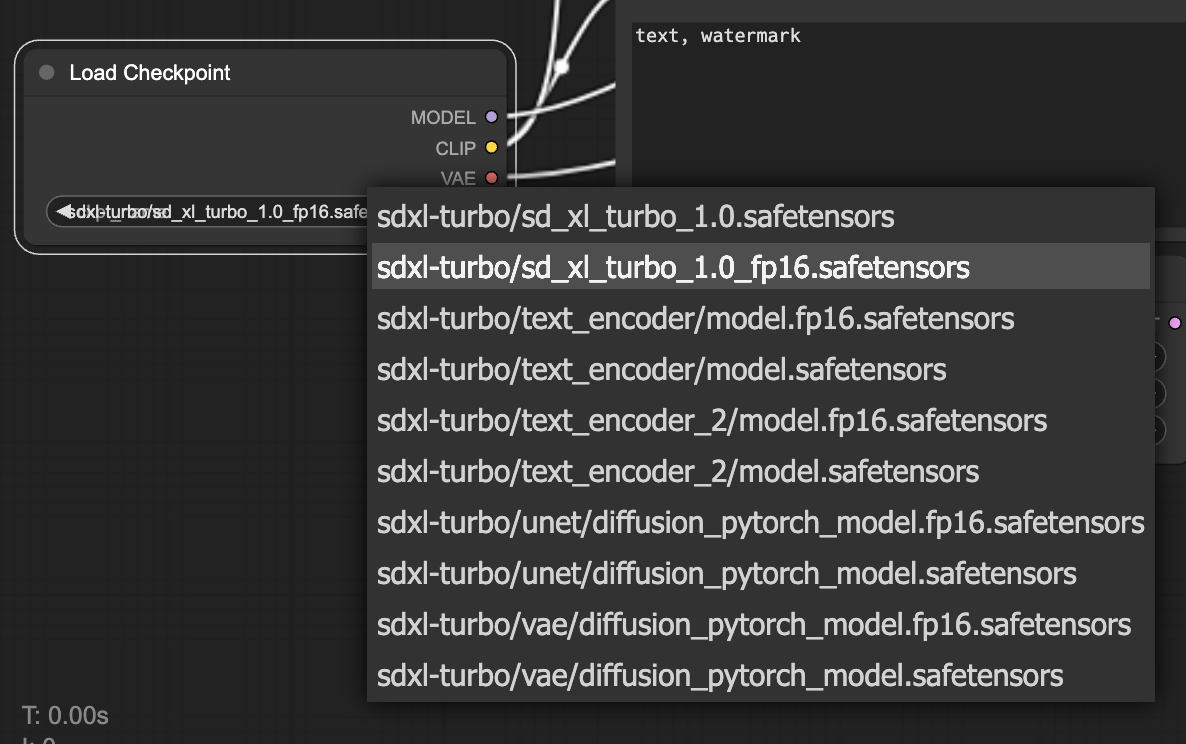 text, watermark
Load Checkpoint
MODEL
CLIP
VAE
sdxl-turbo/sd_xl_turbo_1.0_fp16.safe
sdxl-turbo/sd_xl_turbo_1.0.safetensors
sdxl-turbo/sd_xl_turbo_1.0_fp16.safetensors
sdxl-turbo/text_encoder/model.fp16.safetensors
sdxl-turbo/text_encoder/model.safetensors
sdxl-turbo/text_encoder_2/model.fp16.safetensors
sdxl-turbo/text_encoder_2/model.safetensors
sdxl-turbo/unet/diffusion_pytorch_model.fp16.safetensors
sdxl-turbo/unet/diffusion_pytorch_model.safetensors
sdxl-turbo/vae/diffusion_pytorch_model.fp16.safetensors
sdxl-turbo/vae/diffusion_pytorch_model.safetensors
T: 0.00s